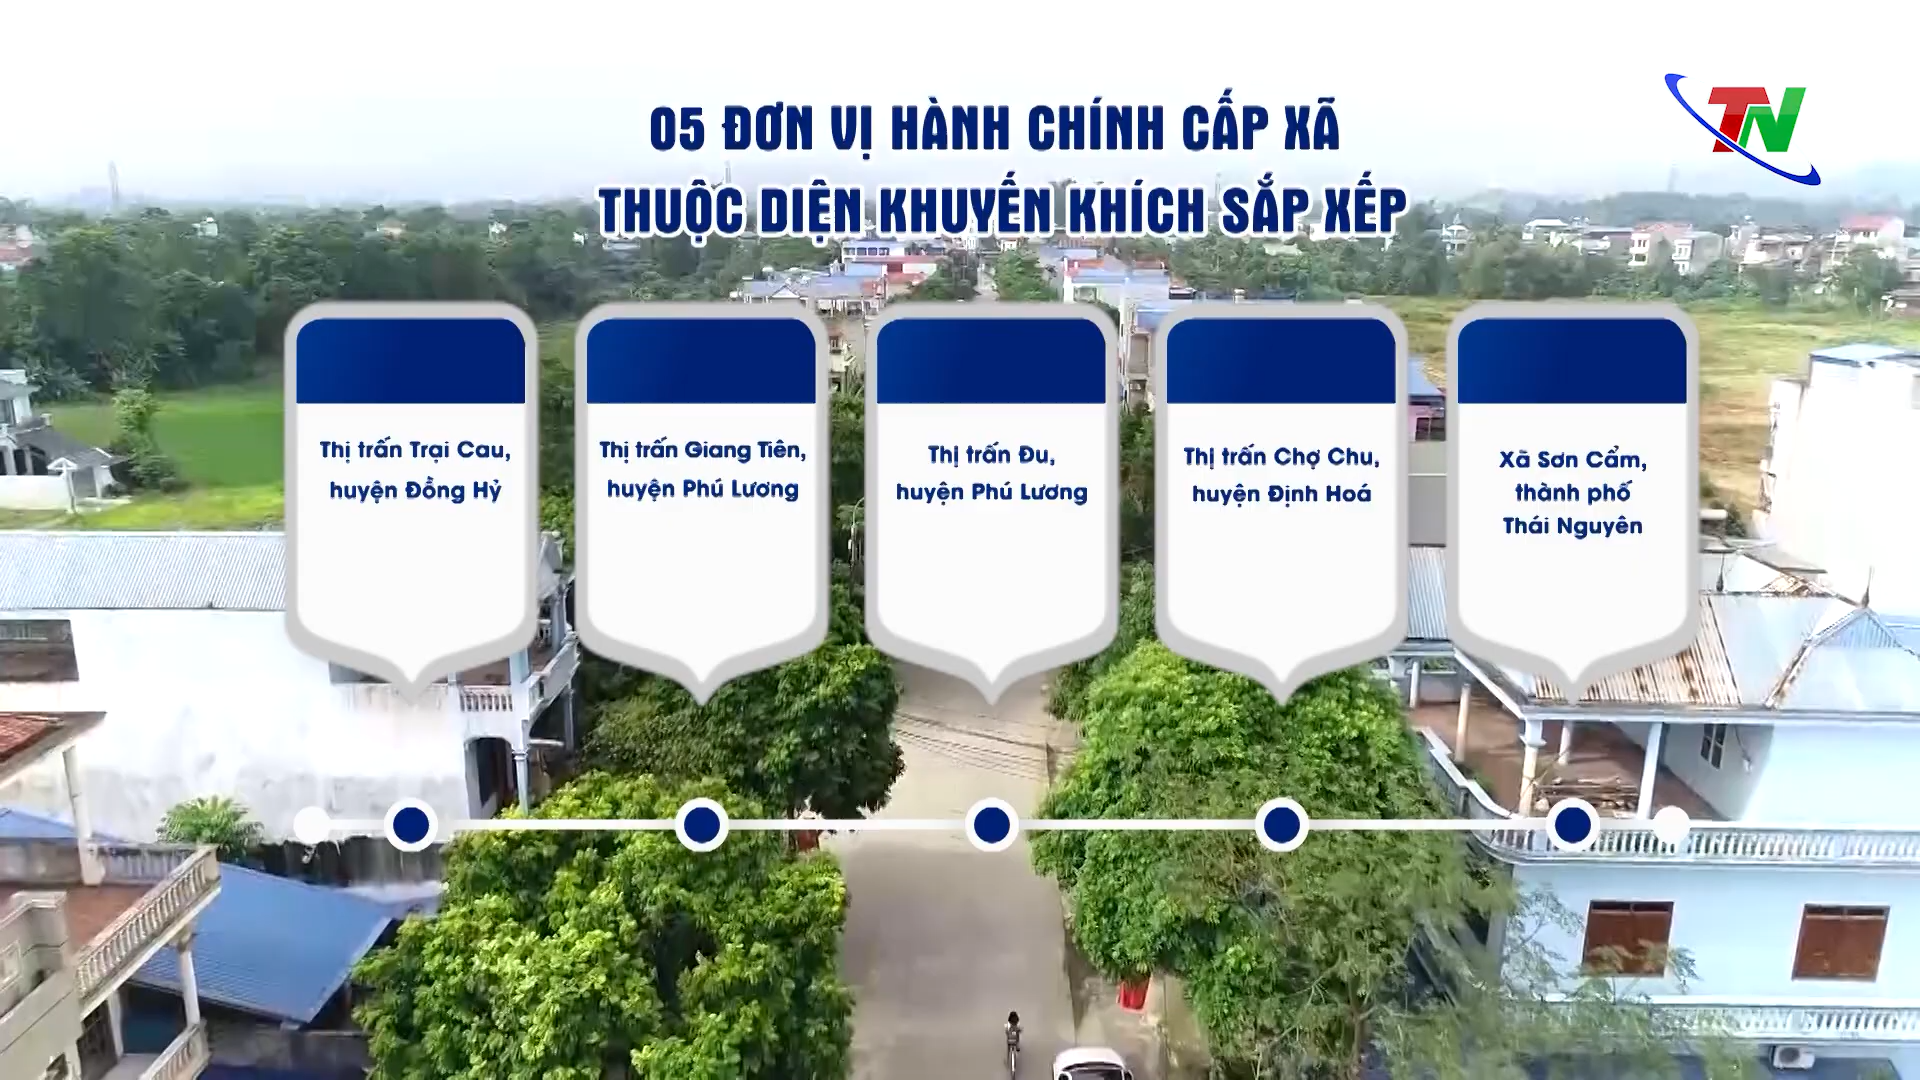 TN
05 ĐƠN VỊ HÀNH CHÍNH CẤP XÃ
THUỘC DIỆN KHUYẾN KHÍCH SẮP XẾP
Thị trấn Trại Cau,
huyện Đồng Hỷ
Thị trấn Giang Tiên,
huyện Phú Lương
Thị trấn Đu,
huyện Phú Lương
Thị trấn Chợ Chu,
huyện Định Hoá
Xã Sơn Cẩm,
thành phố
Thái Nguyên